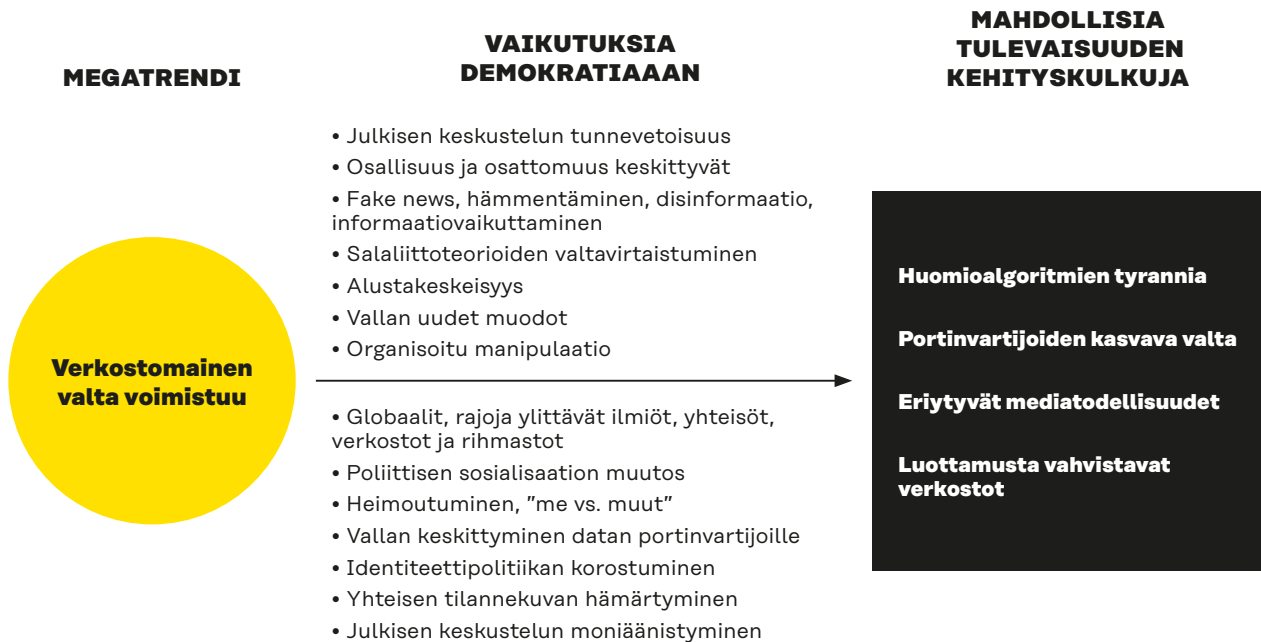 MEGATRENDI
VAIKUTUKSIA
DEMOKRATIAAAN
MAHDOLLISIA
TULEVAISUUDEN
KEHITYSKULKUJA
Verkostomainen
valta voimistuu
• Julkisen keskustelun tunnevetoisuus
• Osallisuus ja osattomuus keskittyvät
• Fake news, hämmentäminen, disinformaatio,
informaatiovaikuttaminen
• Salaliittoteorioiden valtavirtaistuminen
• Alustakeskeisyys
• Vallan uudet muodot
• Organisoitu manipulaatio
• Globaalit, rajoja ylittävät ilmiöt, yhteisöt,
verkostot ja rihmastot
• Poliittisen sosialisaation muutos
• Heimoutuminen, ”me vs. muut”
• Vallan keskittyminen datan portinvartijoille
• Identiteettipolitiikan korostuminen
• Yhteisen tilannekuvan hämärtyminen
• Julkisen keskustelun moniäänistyminen
Huomioalgoritmien tyrannia
Portinvartijoiden kasvava valta
Eriytyvät mediatodellisuudet
Luottamusta vahvistavat
verkostot